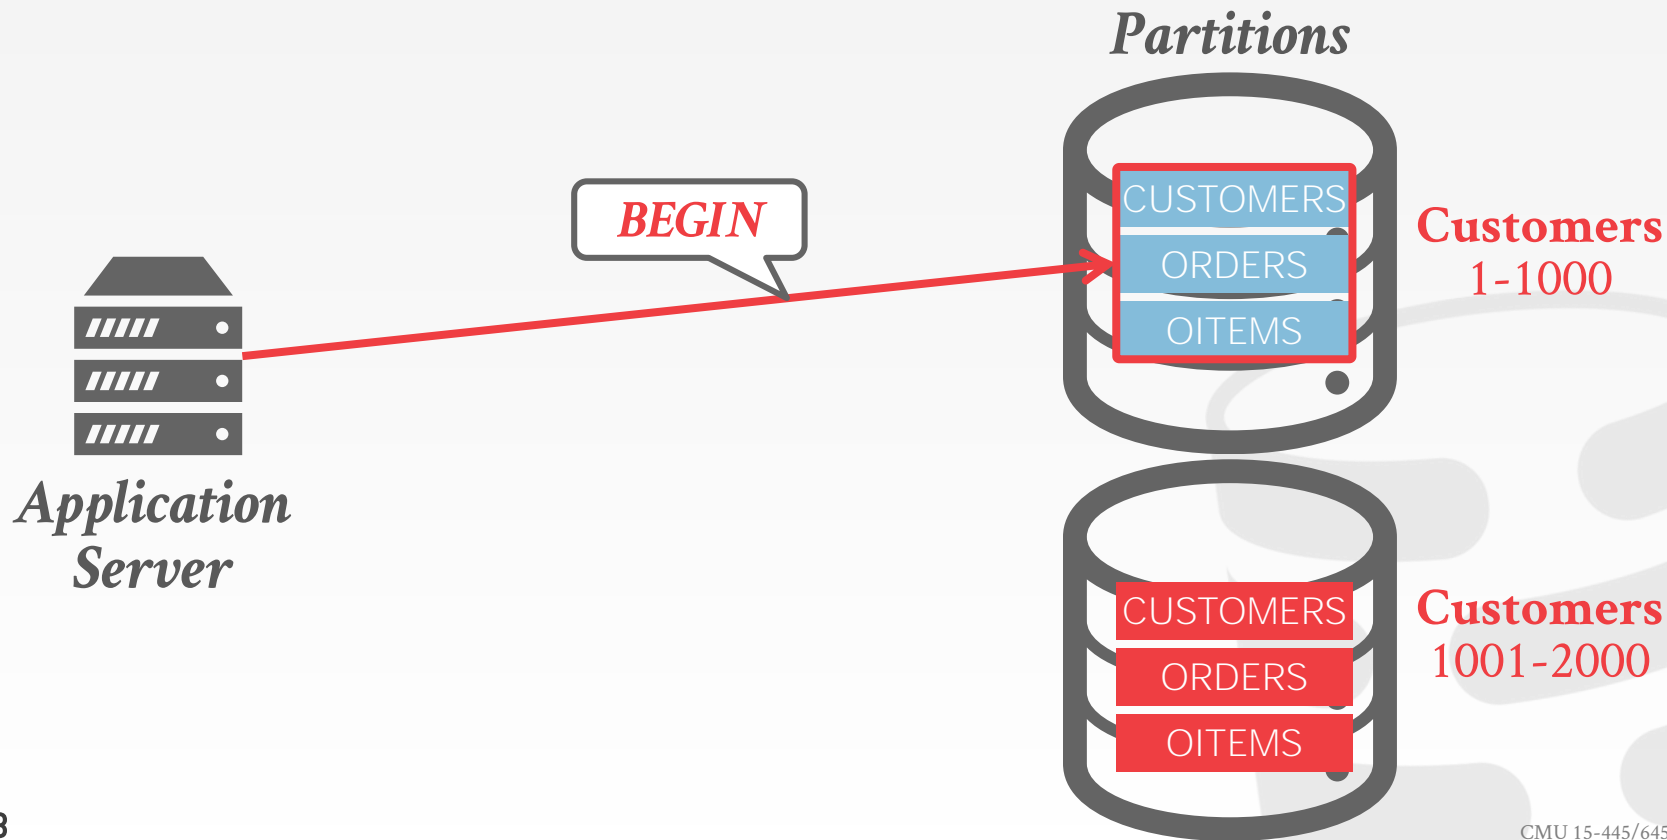 Partitions
BEGIN
CUSTOMERS
ORDERS
OITEMS
Customers
1-1000
Application
Server
CUSTOMERS
ORDERS
OITEMS
Customers
1001-2000
CMU 15-445/645